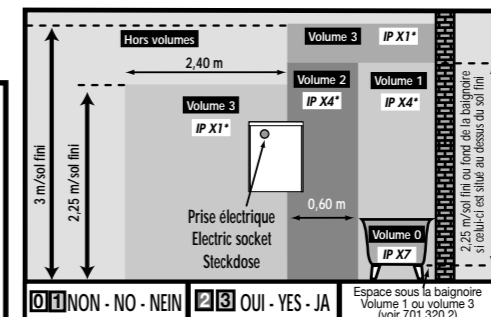 Hors volumes
Volume 3 IP X1*
2,40 m
Volume 2
IP X4*
Volume 1
IP X4*
Volume 3
IP X1*
3 m/sol fini
2,25 m/sol fini
Prise électrique
Electric socket
Steckdose
0,60 m
Volume 0
IP X7
2,25 m/sol fini ou fond de la baignoire
si celui-ci est situé au dessus du sol fini
0 1 NON - NO - NEIN
2 3 OUI - YES - JA
Espace sous la baignoire
Volume 1 ou volume 3
(voir 701.320.2)